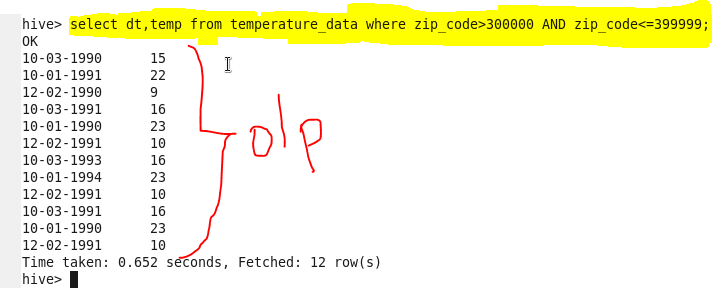 hive> select dt,temp from temperature_data where zip_code>300000 AND zip_code<=399999;
OK
10-03-1990 15
10-01-1991 22
12-02-1990 9
10-03-1991 16
10-01-1990 23
12-02-1991 10
10-03-1993 16
10-01-1994 23
12-02-1991 10
10-03-1991 16
10-01-1990 23
12-02-1991 10
o/p
Time taken: 0.652 seconds, Fetched: 12 row(s)
hive>